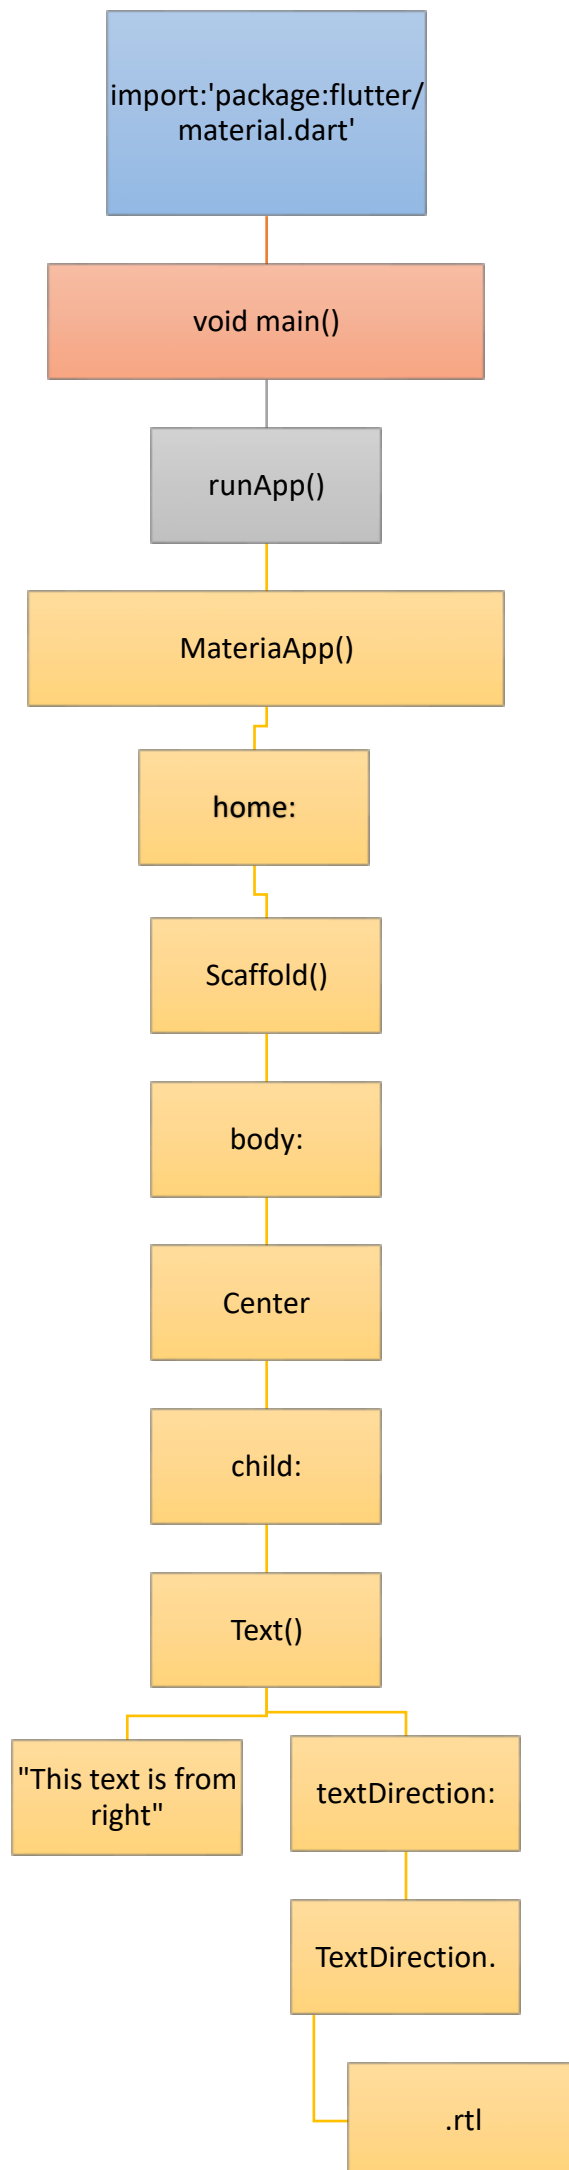 import:'package:flutter/
material.dart'
void main()
runApp()
MateriaApp()
home:
Scaffold()
body:
Center
child:
Text()
"This text is from
right"
textDirection:
TextDirection.
.rtl